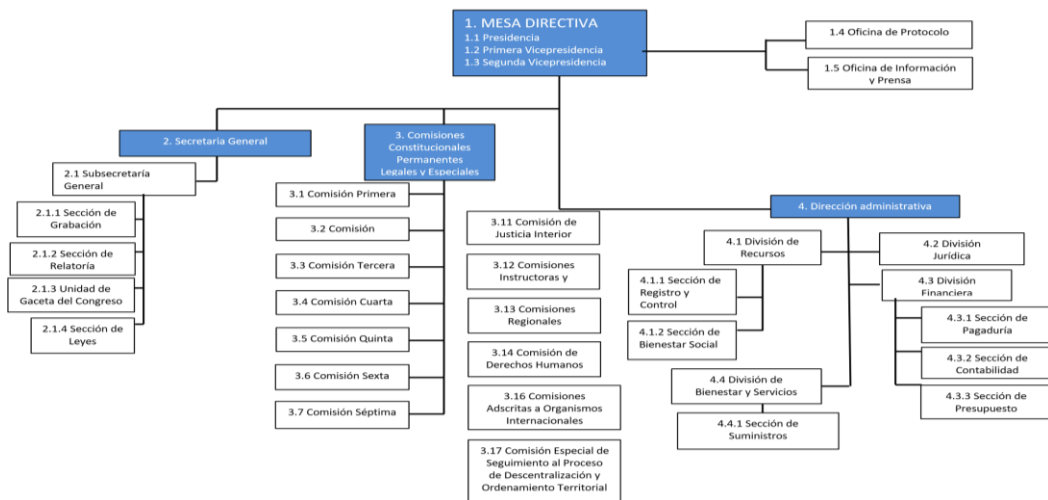 1. MESA DIRECTIVA
1.1 Presidencia
1.2 Primera Vicepresidencia
1.3 Segunda Vicepresidencia
1.4 Oficina de Protocolo
1.5 Oficina de Información
y Prensa
2. Secretaria General
2.1 Subsecretaría
General
2.1.1 Sección de
Grabación
2.1.2 Sección de
Relatoría
2.1.3 Unidad de
Gaceta del Congreso
2.1.4 Sección de
Leyes
3. Comisiones
Constitucionales
Permanentes
Legales y Especiales
3.1 Comisión Primera
3.2 Comisión
3.3 Comisión Tercera
3.4 Comisión Cuarta
3.5 Comisión Quinta
3.6 Comisión Sexta
3.7 Comisión Séptima
3.11 Comisión de
Justicia Interior
3.12 Comisiones
Instructoras y
3.13 Comisiones
Regionales
3.14 Comisión de
Derechos Humanos
3.16 Comisiones
Adscritas a Organismos
Internacionales
3.17 Comisión Especial de
Seguimiento al Proceso
de Descentralización y
Ordenamiento Territorial
4. Dirección administrativa
4.1 División de
Recursos
4.1.1 Sección de
Registro y
Control
4.1.2 Sección de
Bienestar Social
4.2 División
Jurídica
4.3 División
Financiera
4.3.1 Sección de
Pagaduría
4.3.2 Sección de
Contabilidad
4.3.3 Sección de
Presupuesto
4.4 División de
Bienestar y Servicios
4.4.1 Sección de
Suministros